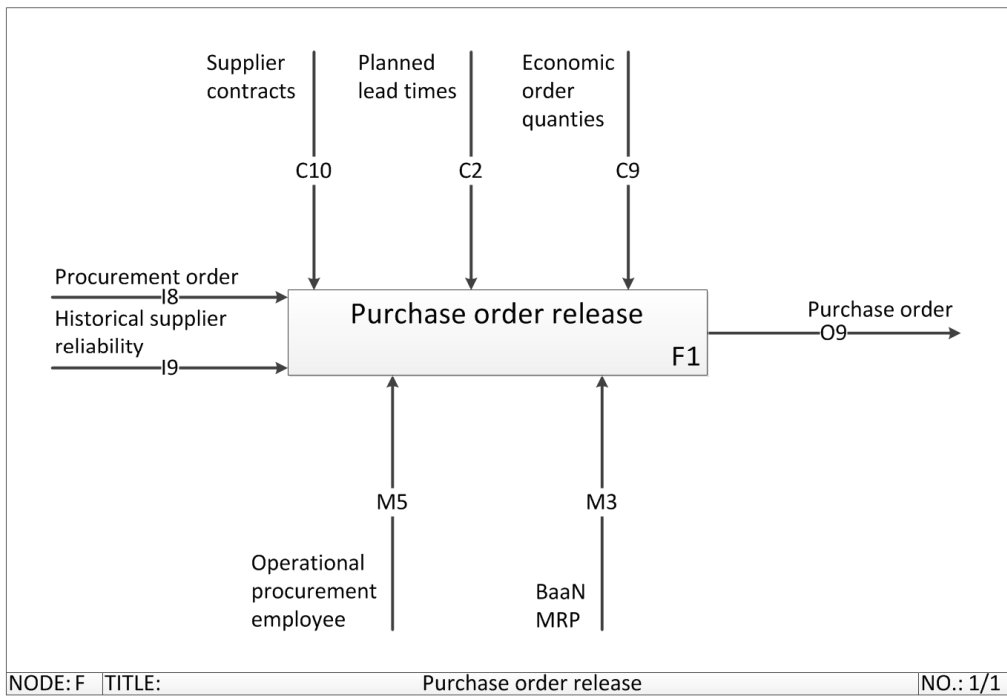 Supplier
contracts
Planned
lead times
Economic
order
quanties
C10
C2
C9
Procurement order
I8
Historical supplier
reliability
I9
Purchase order release
F1
Purchase order
O9
M5
M3
Operational
procurement
employee
BaaN
MRP
NODE: F TITLE: Purchase order release NO.: 1/1